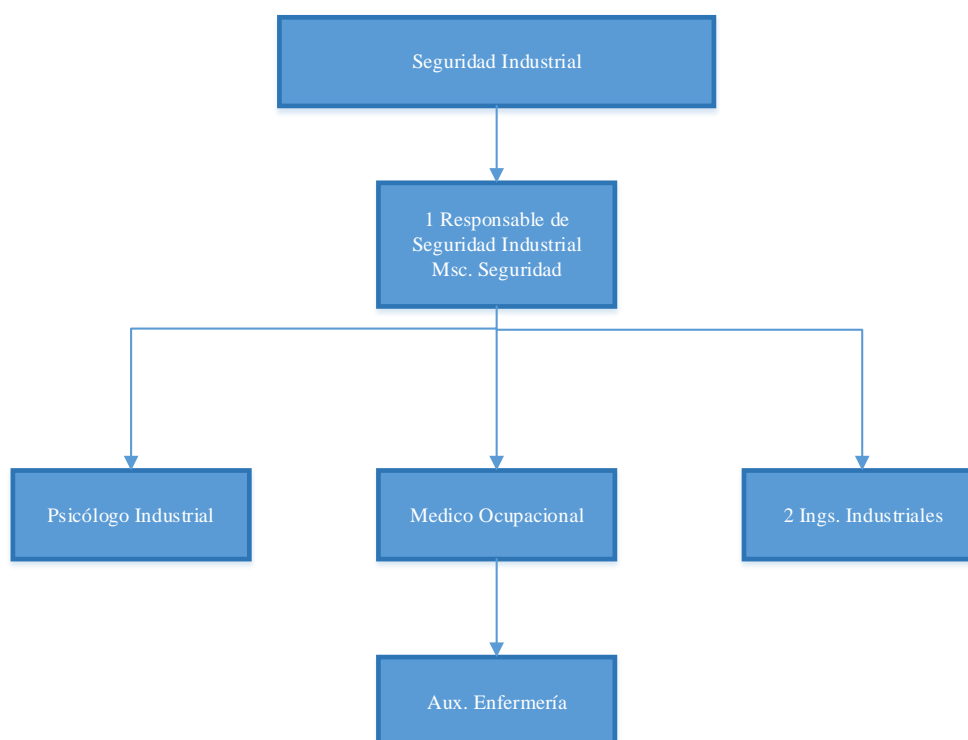 Seguridad Industrial
1 Responsable de
Seguridad Industrial
Msc. Seguridad
Psicólogo Industrial
Medico Ocupacional
2 Ings. Industriales
Aux. Enfermería